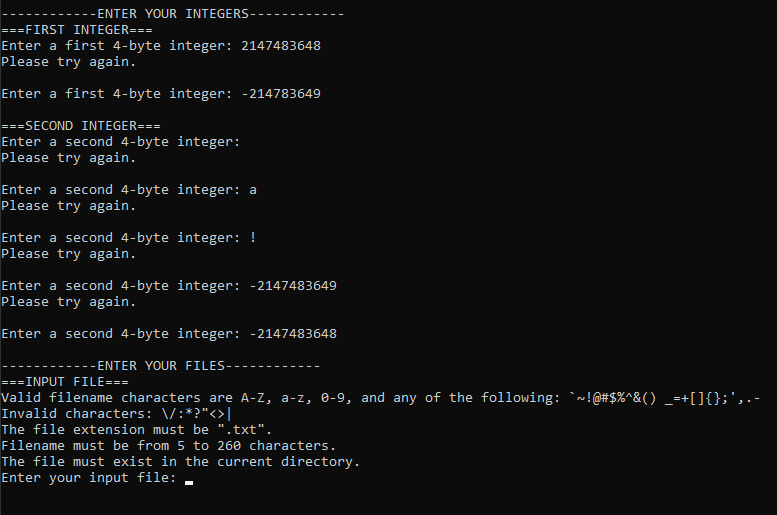 ------------ENTER YOUR INTEGERS------------
===FIRST INTEGER===
Enter a first 4-byte integer: 2147483648
Please try again.
Enter a first 4-byte integer: -214783649
===SECOND INTEGER===
Enter a second 4-byte integer:
Please try again.
Enter a second 4-byte integer: a
Please try again.
Enter a second 4-byte integer: !
Please try again.
Enter a second 4-byte integer: -2147483649
Please try again.
Enter a second 4-byte integer: -2147483648
------------ENTER YOUR FILES------------
===INPUT FILE===
Valid filename characters are A-Z, a-z, 0-9, and any of the following: `~!@#$%^&() _=+[]{};',.-
Invalid characters: \/:*?"<>|
The file extension must be ".txt".
Filename must be from 5 to 260 characters.
The file must exist in the current directory.
Enter your input file: